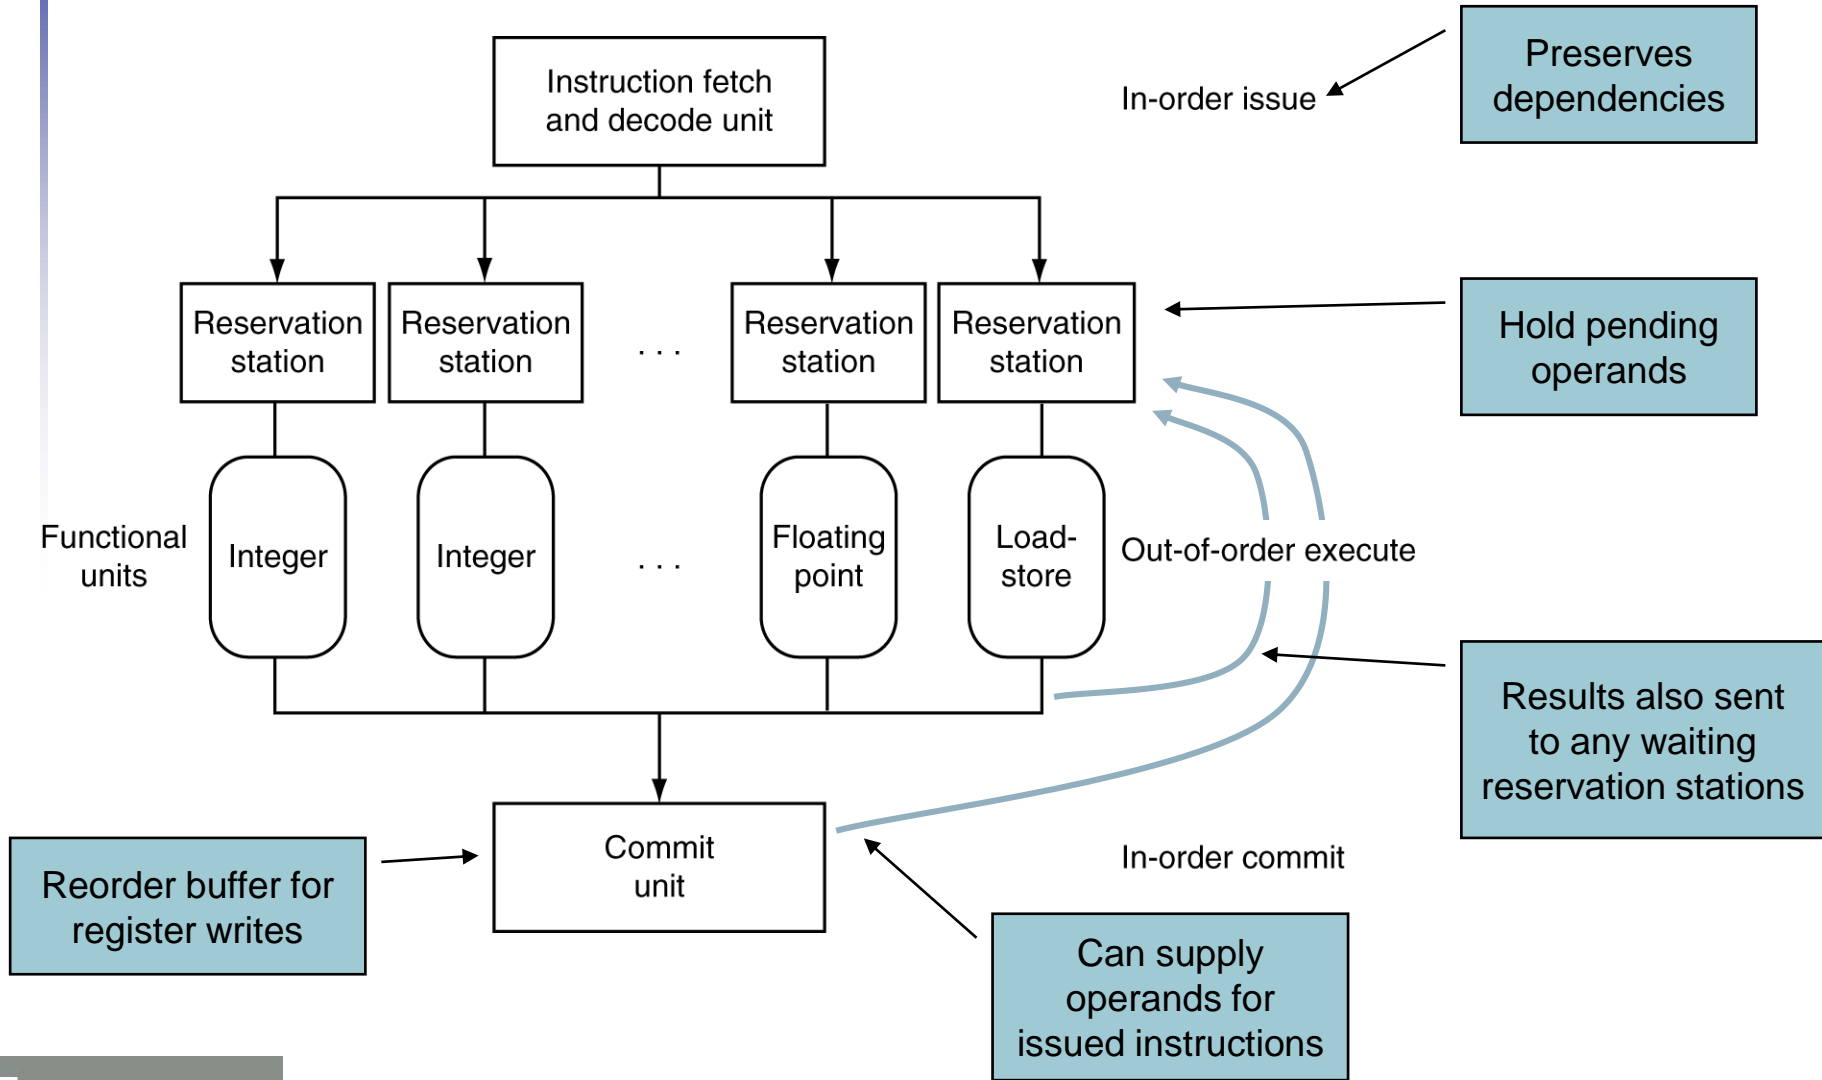 Instruction fetch
and decode unit
In-order issue
Preserves
dependencies
Reservation
station
Reservation
station
. . .
Reservation
station
Reservation
station
Hold pending
operands
Functional
units
Integer
Integer
. . .
Floating
point
Load-
store
Out-of-order execute
Results also sent
to any waiting
reservation stations
Reorder buffer for
register writes
Commit
unit
In-order commit
Can supply
operands for
issued instructions